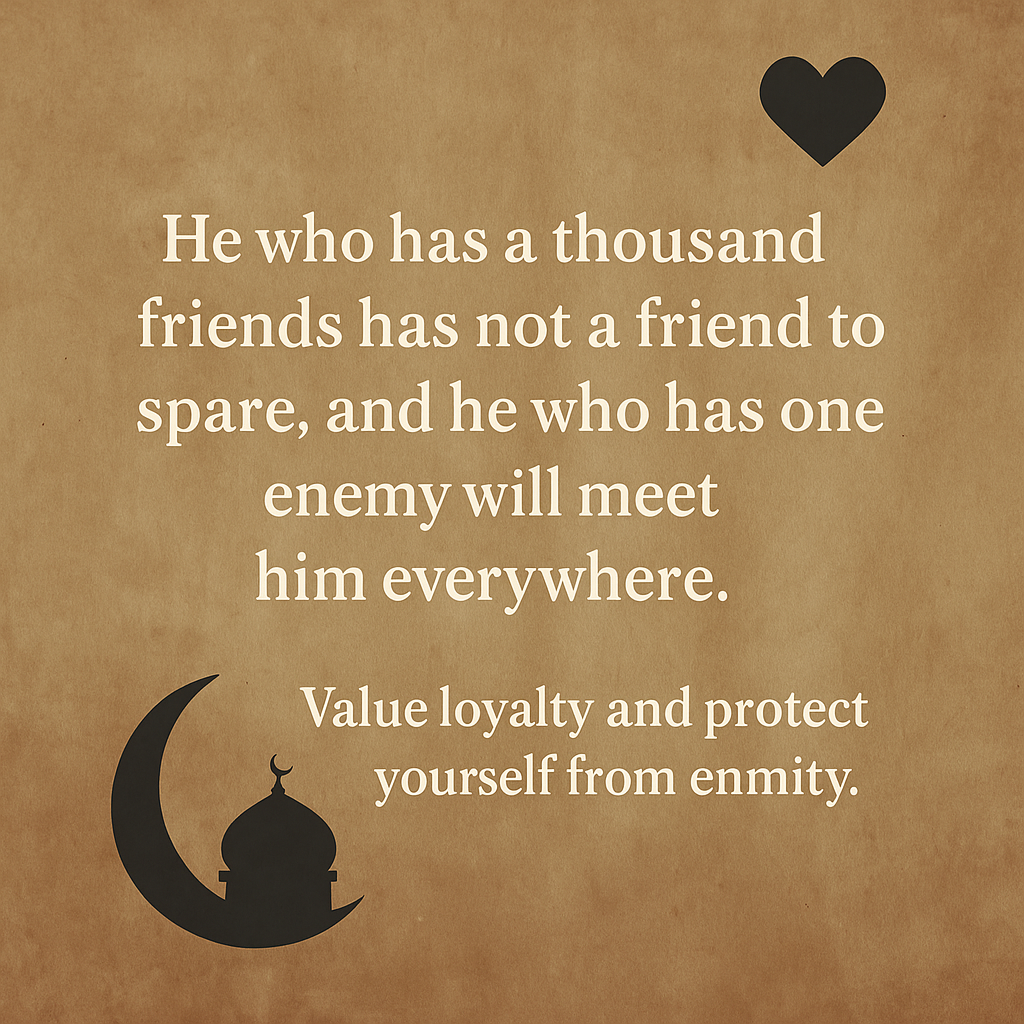 He who has a thousand
friends has not a friend to
spare, and he who has one
enemy will meet
him everywhere.
Value loyalty and protect
yourself from enmity.